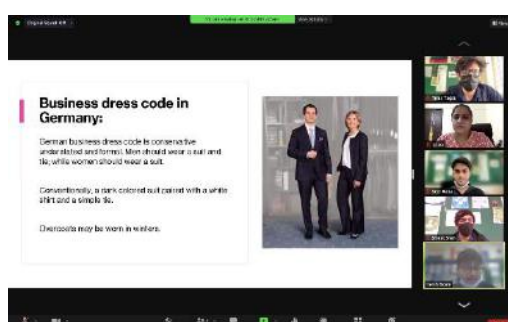 Business dress code in
Germany:
German business dress code is conservative
understated and formal. Men should wear a suit and
tie; while women should wear a suit.
Conventionally, a dark colored suit paired with a white
shirt and a simple tie.
Overcoats may be worn in winters.